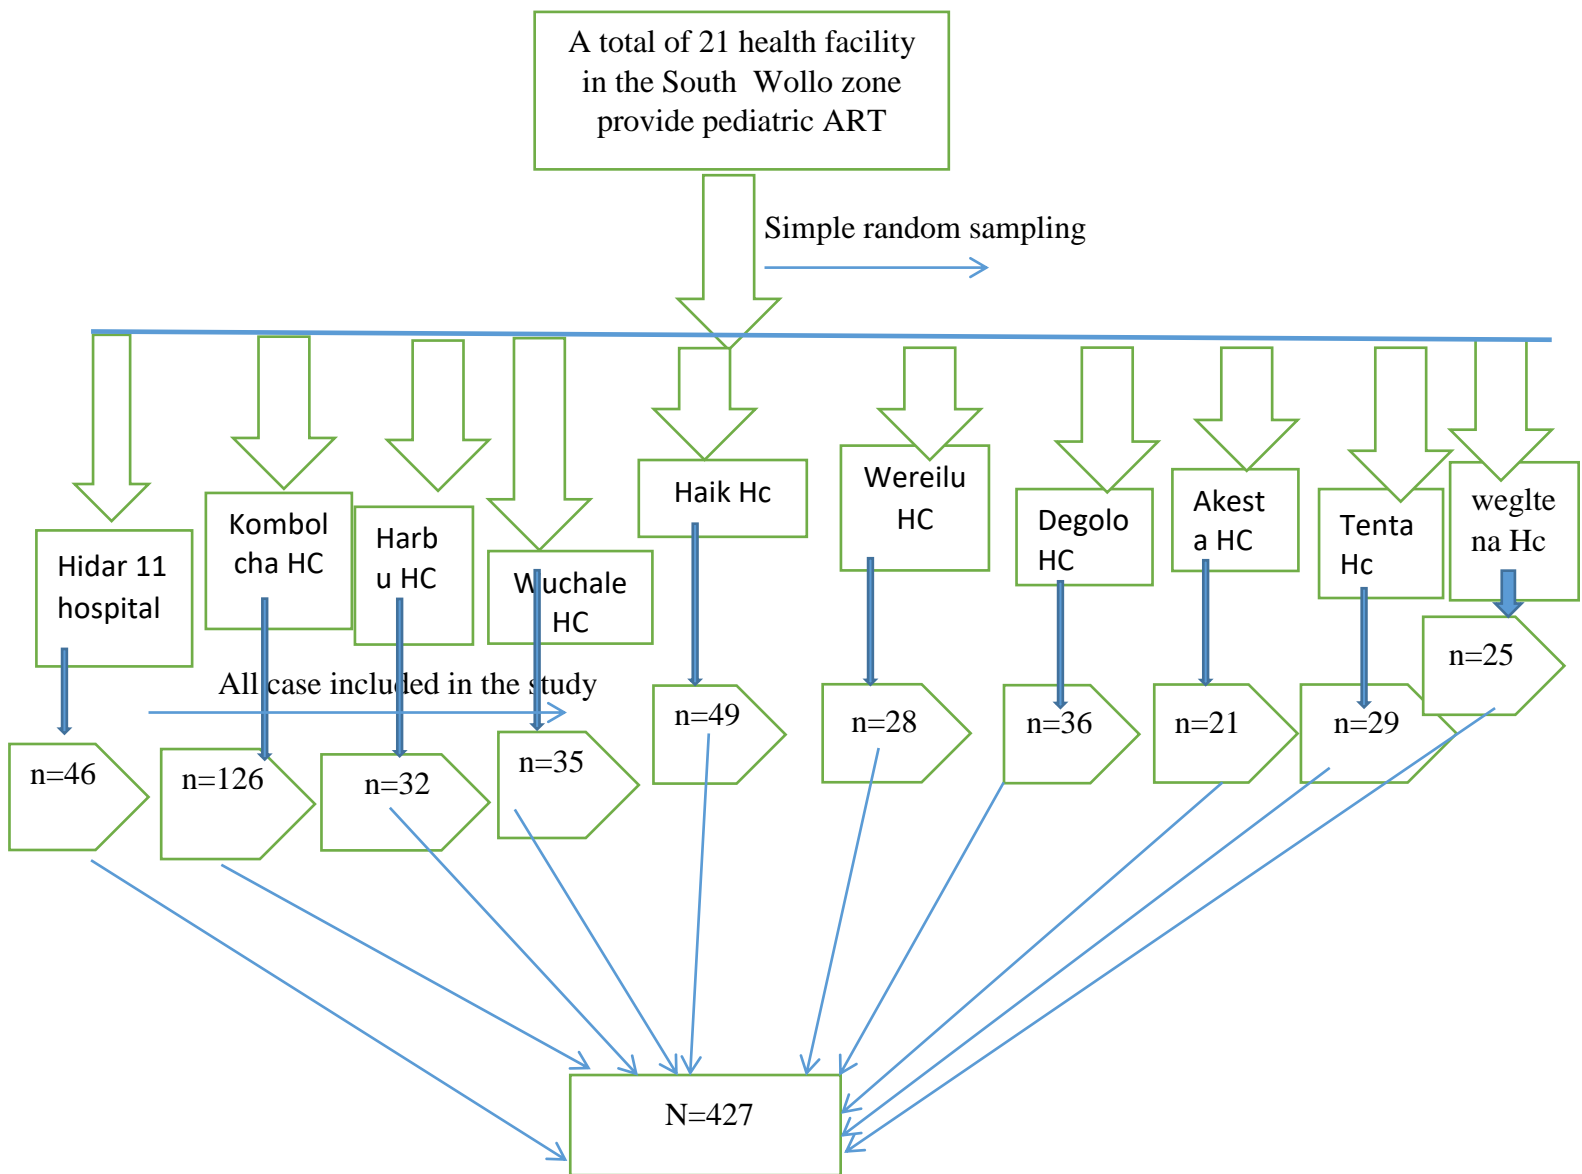 A total of 21 health facility
in the South Wollo zone
provide pediatric ART
Simple random sampling
Hidar 11
hospital
Kombol
cha HC
Harb
u HC
Wuchale
HC
Haik Hc
Wereilu
HC
Degolo
HC
Akest
a HC
Tenta
Hc
weglte
na Hc
All case included in the study
n=46
n=126
n=32
n=35
n=49
n=28
n=36
n=21
n=29
n=25
N=427